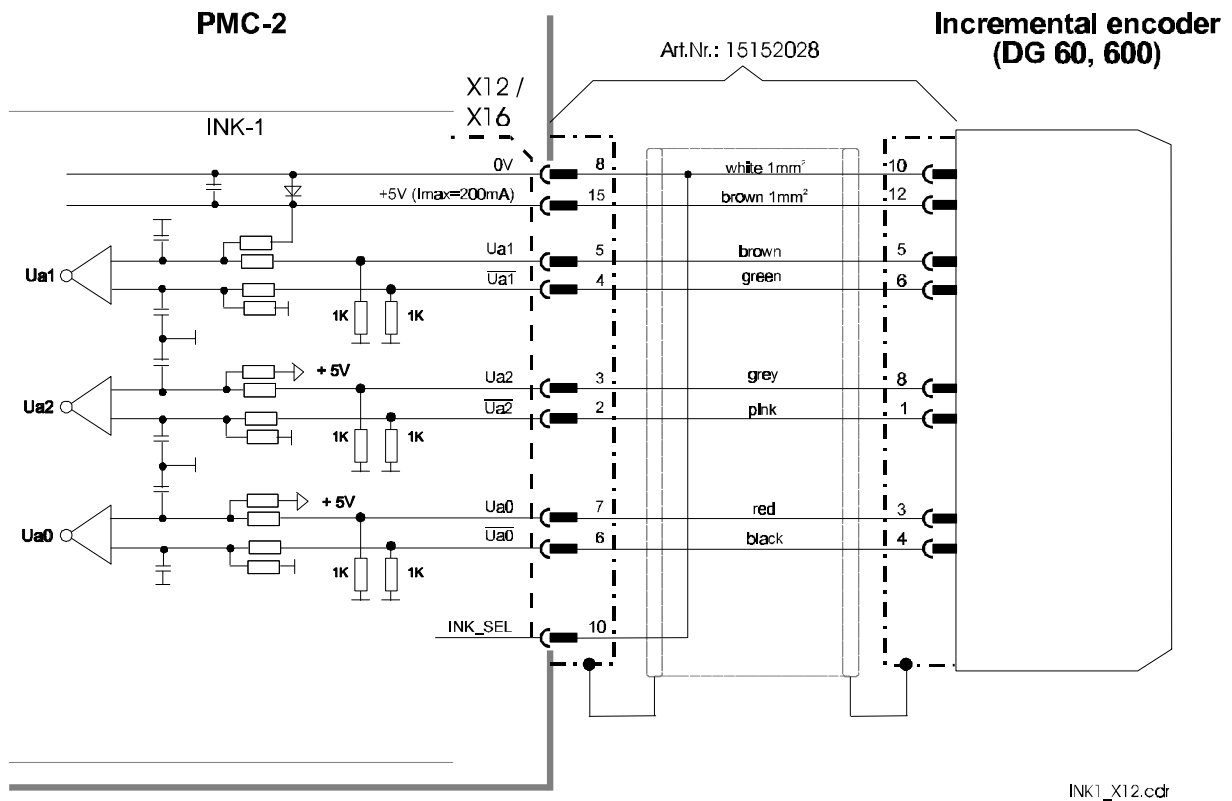 PMC-2
Incremental encoder
(DG 60, 600)
Art.Nr.: 15152028
X12 /
X16
INK-1
0V
8
white 1mm²
10
+5V (Imax=200mA)
15
brown 1mm²
12
Ua1
Ua1
5
brown
5
Ua1
4
green
6
1K
1K
+ 5V
Ua2
Ua2
3
grey
8
Ua2
2
pink
1
1K
1K
+ 5V
Ua0
Ua0
7
red
3
Ua0
6
black
4
1K
1K
INK_SEL
10
INK1_X12.cdr